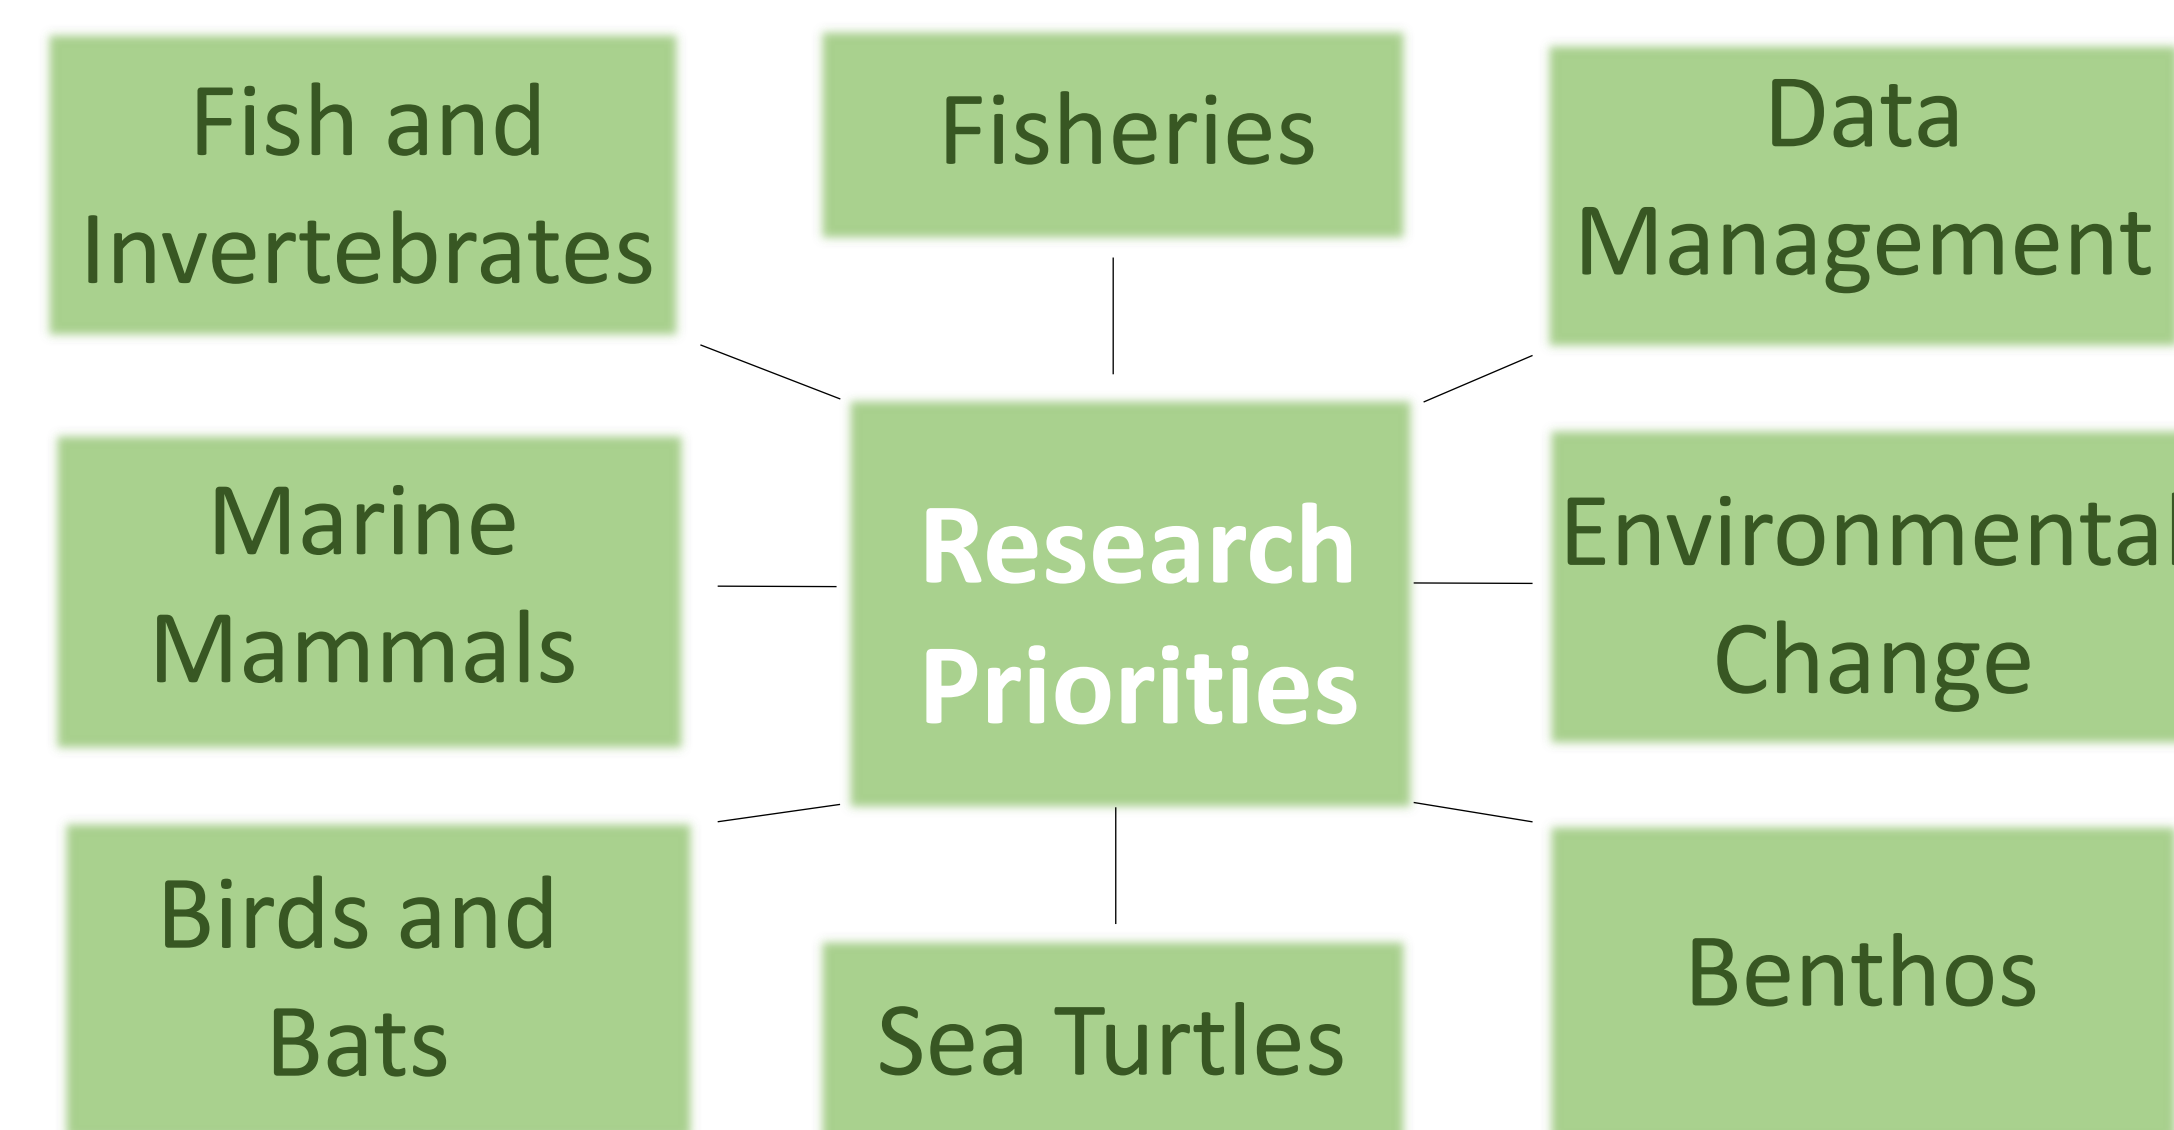 Fish and
Invertebrates
Fisheries
Data
Management
Marine
Mammals
Research
Priorities
Environmental
Change
Birds and
Bats
Sea Turtles
Benthos